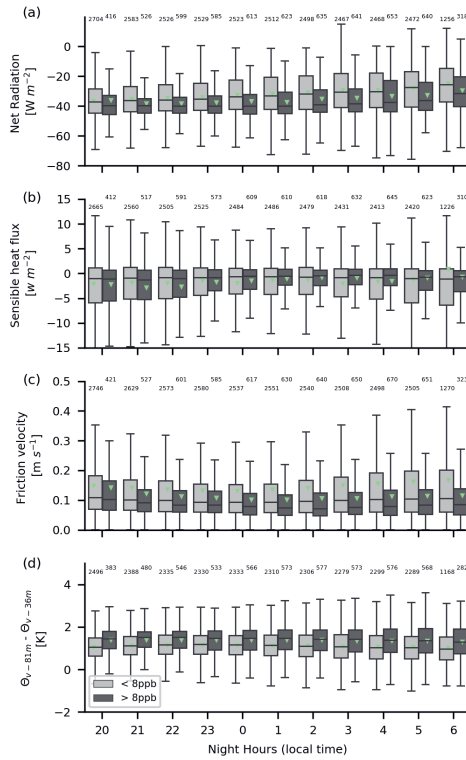 (a)
2704 416 2583 526 2526 599 2529 585 2523 613 2512 623 2498 635 2467 641 2468 653 2472 640 1256 318
Net Radiation
[W m−2]
0
−20
−40
−60
−80
(b)
2665 412 2560 517 2505 591 2525 573 2484 609 2486 610 2479 618 2431 632 2413 645 2420 623 1226 310
Sensible heat flux
[w m−2]
15
10
5
0
−5
−10
−15
(c)
2746 421 2629 527 2573 601 2580 585 2537 617 2551 630 2540 640 2508 650 2498 670 2505 651 1270 323
Friction velocity
[m s−1]
0.5
0.4
0.3
0.2
0.1
0.0
(d)
2496 383 2388 480 2335 546 2330 533 2333 566 2310 573 2306 577 2279 573 2299 576 2289 568 1168 282
Θv−81m - Θv−36m
[K]
4
2
0
−2
< 8ppb
> 8ppb
20 21 22 23 0 1 2 3 4 5 6
Night Hours (local time)